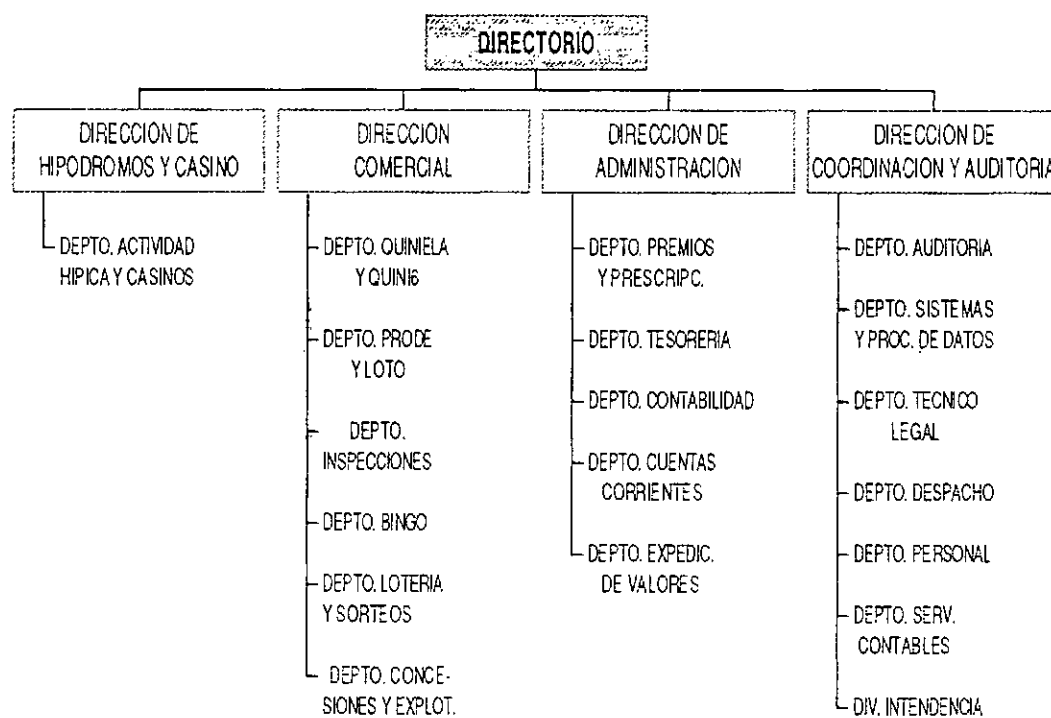 DIRECTORIO
DIRECCION DE
HIPODROMOS Y CASINO
DEPTO. ACTIVIDAD
HIPICA Y CASINOS
DIRECCION
COMERCIAL
DEPTO. QUINIELA
Y QUINI6
DEPTO. PRODE
Y LOTO
DEPTO.
INSPECCIONES
DEPTO. BINGO
DEPTO. LOTERIA
Y SORTEOS
DEPTO. CONCE-
SIONES Y EXPLOT.
DIRECCION DE
ADMINISTRACION
DEPTO. PREMIOS
Y PRESCRIPC.
DEPTO. TESORERIA
DEPTO. CONTABILIDAD
DEPTO. CUENTAS
CORRIENTES
DEPTO. EXPEDIC.
DE VALORES
DIRECCION DE
COORDINACION Y AUDITORIA
DEPTO. AUDITORIA
DEPTO. SISTEMAS
Y PROC. DE DATOS
DEPTO. TECNICO
LEGAL
DEPTO. DESPACHO
DEPTO. PERSONAL
DEPTO. SERV.
CONTABLES
DIV. INTENDENCIA